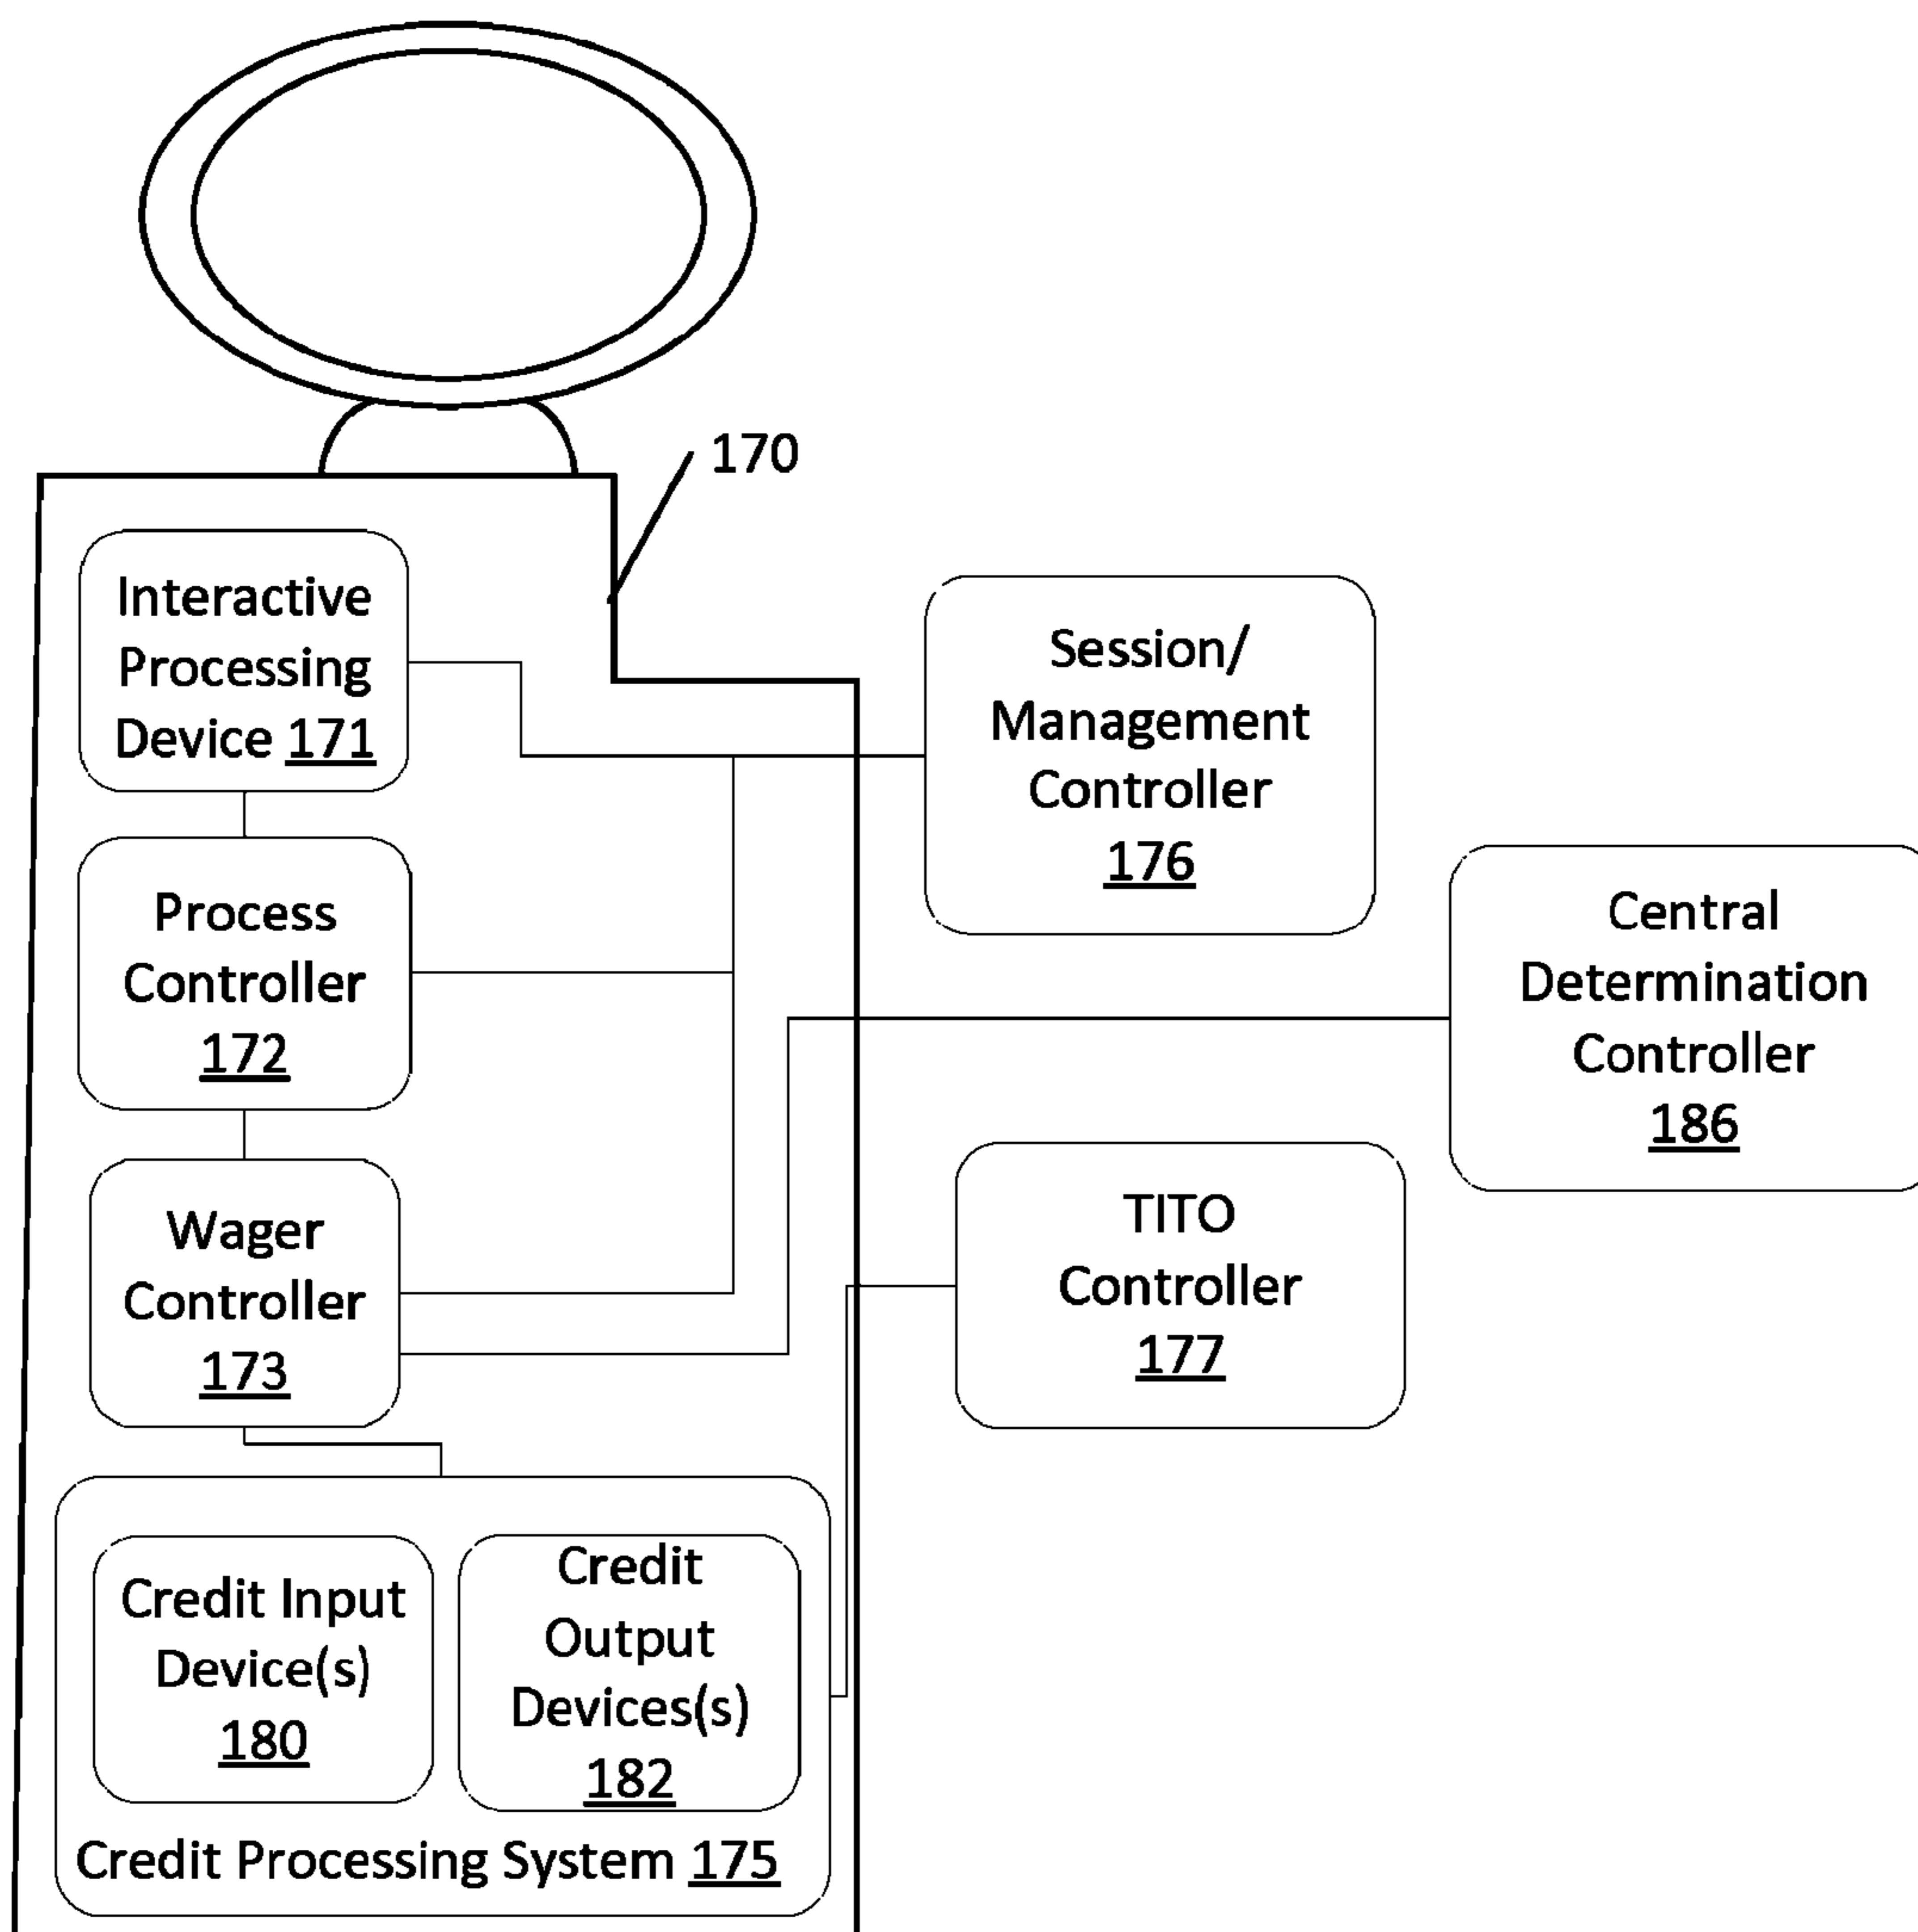 170
Interactive
Processing
Device 171
Session/
Management
Controller
176
Process
Controller
172
Central
Determination
Controller
186
Wager
Controller
173
TITO
Controller
177
Credit Input
Device(s)
180
Credit
Output
Devices(s)
182
Credit Processing System 175